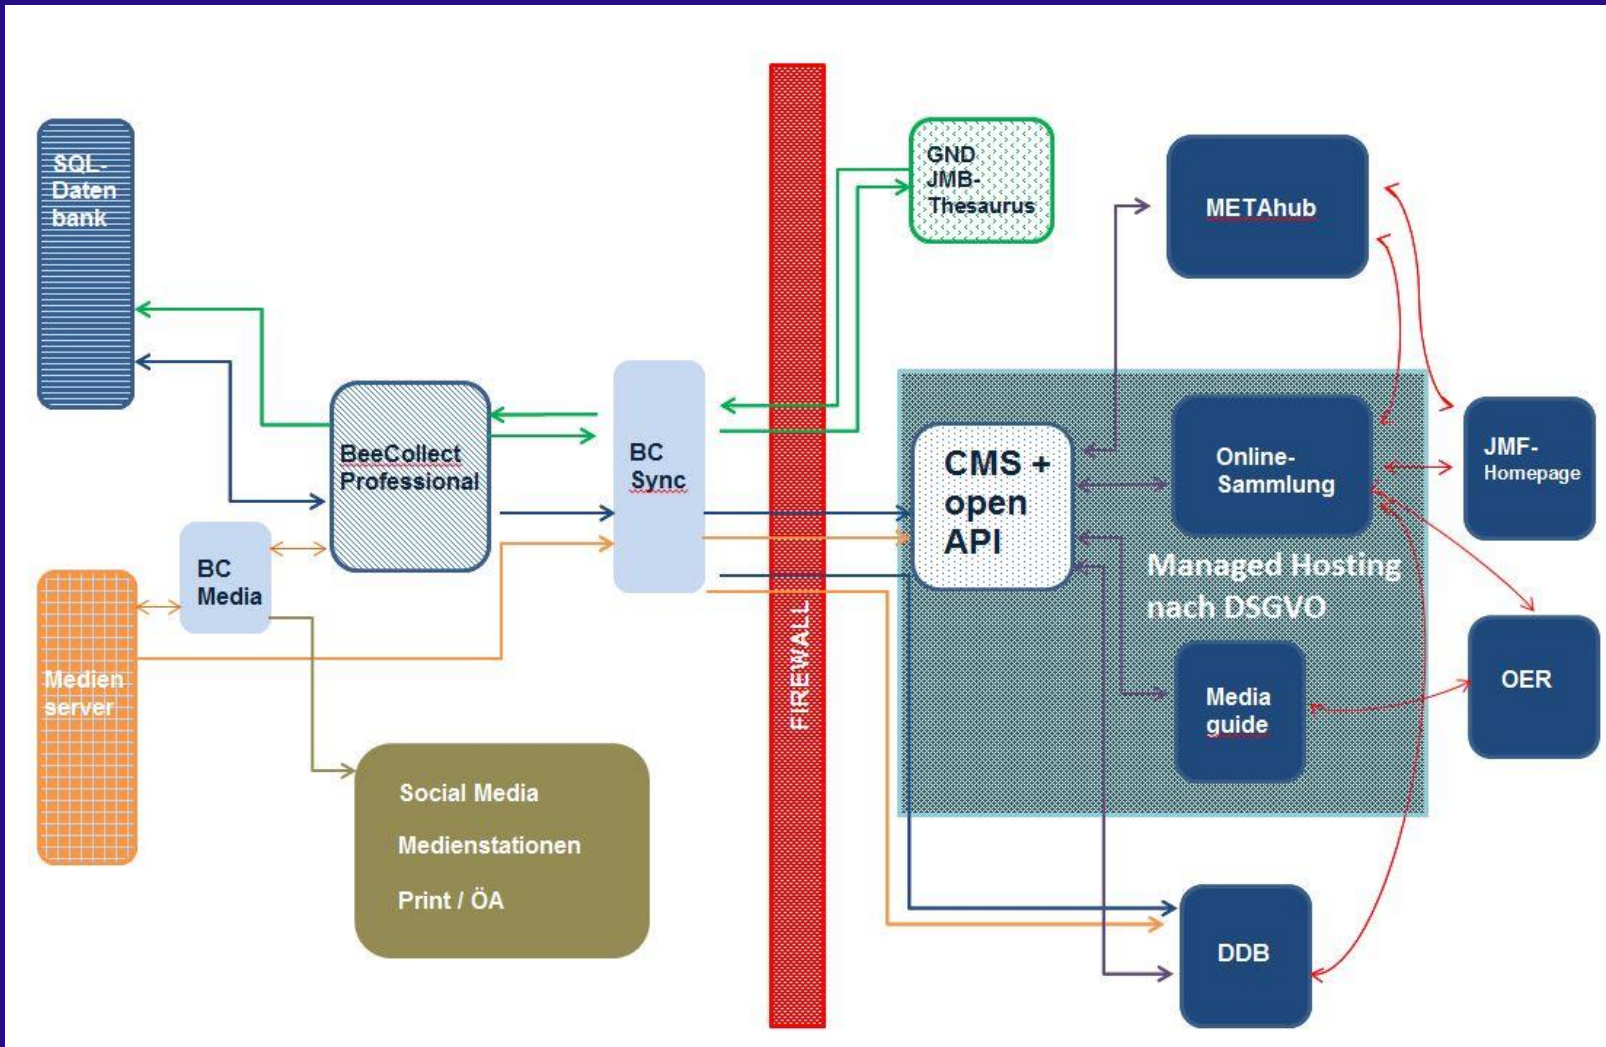 SQL-
Daten
bank
BeeCollect
Professional
BC
Media
Medien
server
Social Media
Medienstationen
Print / ÖA
BC
Sync
FIREWALL
GND
JMB-
Thesaurus
METAhub
CMS +
open
API
Online-
Sammlung
JMF-
Homepage
Managed Hosting
nach DSGVO
Media
guide
OER
DDB